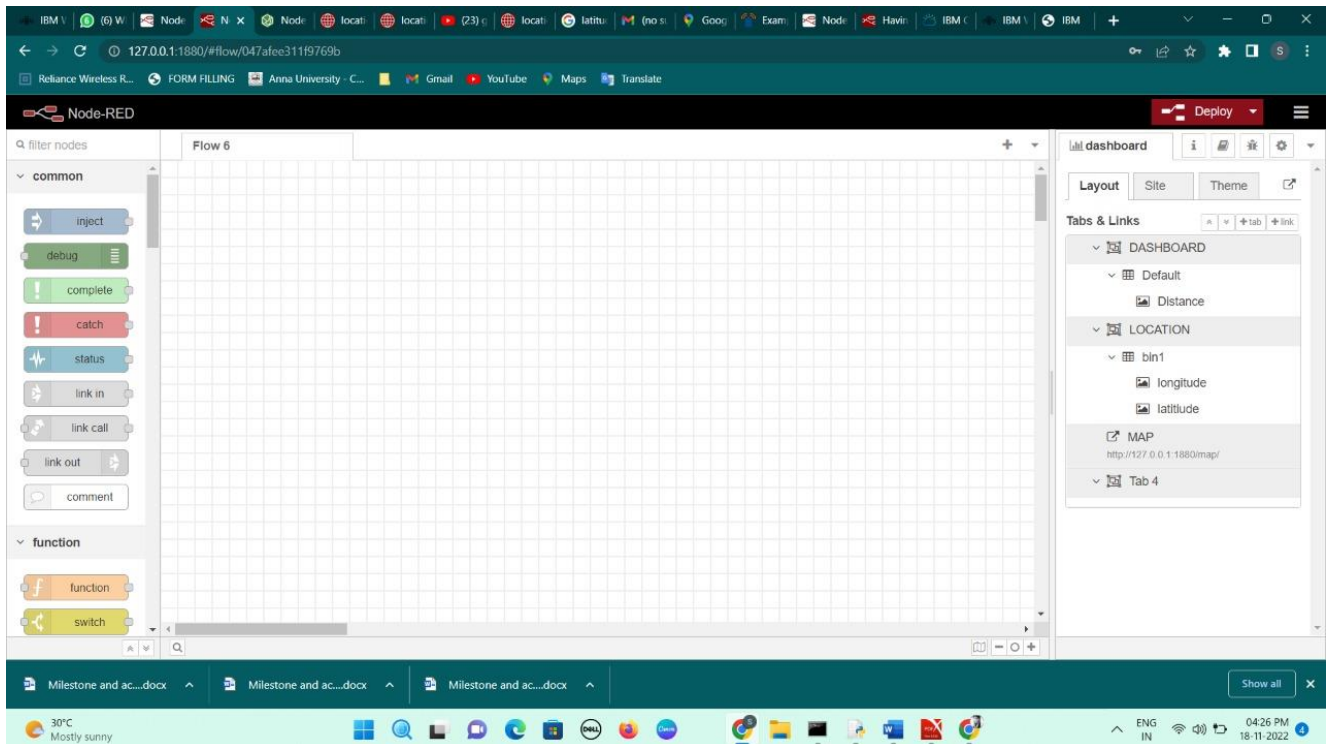 IBM (6) W Node N Node locati locati (23) locati latitu (no su Goog Exam Node Havin IBM IBM IBM
127.0.0.1:1880/#flow/047afee311f9769b
Reliance Wireless R... FORM FILLING Anna University - C... Gmail YouTube Maps Translate
Node-RED Deploy
filter nodes Flow 6 dashboard
common
Layout Site Theme
inject
Tabs & Links tab link
debug
DASHBOARD
complete
Default
Distance
catch
LOCATION
status
bin1
link in
longitude
link call
latitiude
link out
MAP
http://127.0.0.1:1880/map/
comment
Tab 4
function
function
switch
Milestone and ac....docx Milestone and ac....docx Milestone and ac....docx Show all
30°C
Mostly sunny
ENG
IN
04:26 PM
18-11-2022